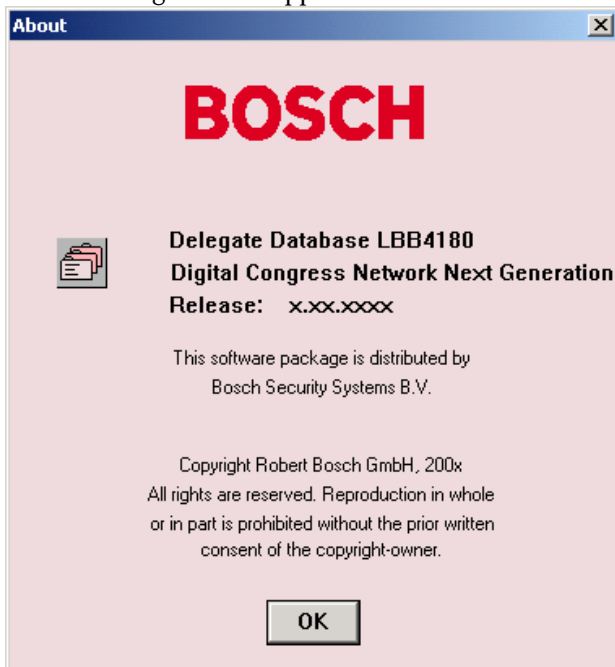 About
BOSCH
Delegate Database LBB4180
Digital Congress Network Next Generation
Release: x.xx.xxxx
This software package is distributed by
Bosch Security Systems B.V.
Copyright Robert Bosch GmbH, 200x
All rights are reserved. Reproduction in whole
or in part is prohibited without the prior written
consent of the copyright-owner.
OK